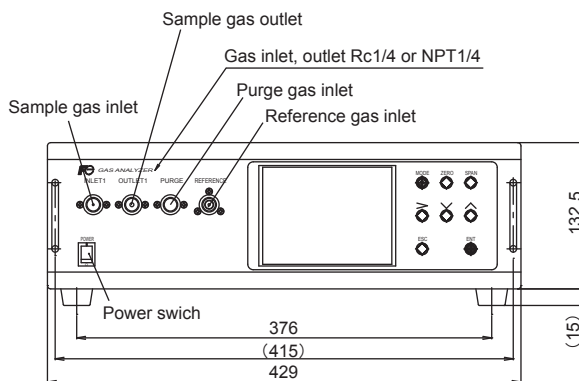 Sample gas outlet
Gas inlet, outlet Rc1/4 or NPT1/4
Purge gas inlet
Sample gas inlet
Reference gas inlet
GAS ANALYZER
INLET1 OUTLET1 PURGE REFERENCE
MODE ZERO SPAN
POWER
ESC ENT
Power swich
132.5
(15)
376
(415)
429